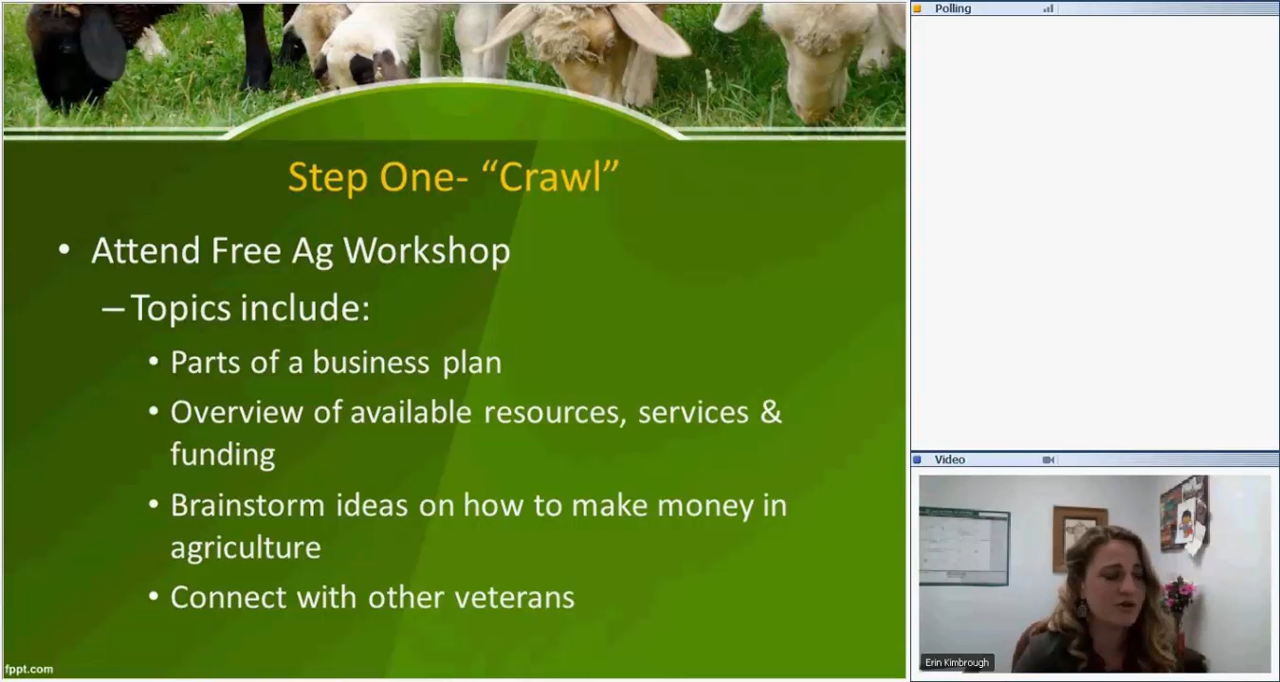 Step One- “Crawl”
• Attend Free Ag Workshop
– Topics include:
• Parts of a business plan
• Overview of available resources, services &
funding
• Brainstorm ideas on how to make money in
agriculture
• Connect with other veterans
fppt.com
Polling
Video
Erin Kimbrough